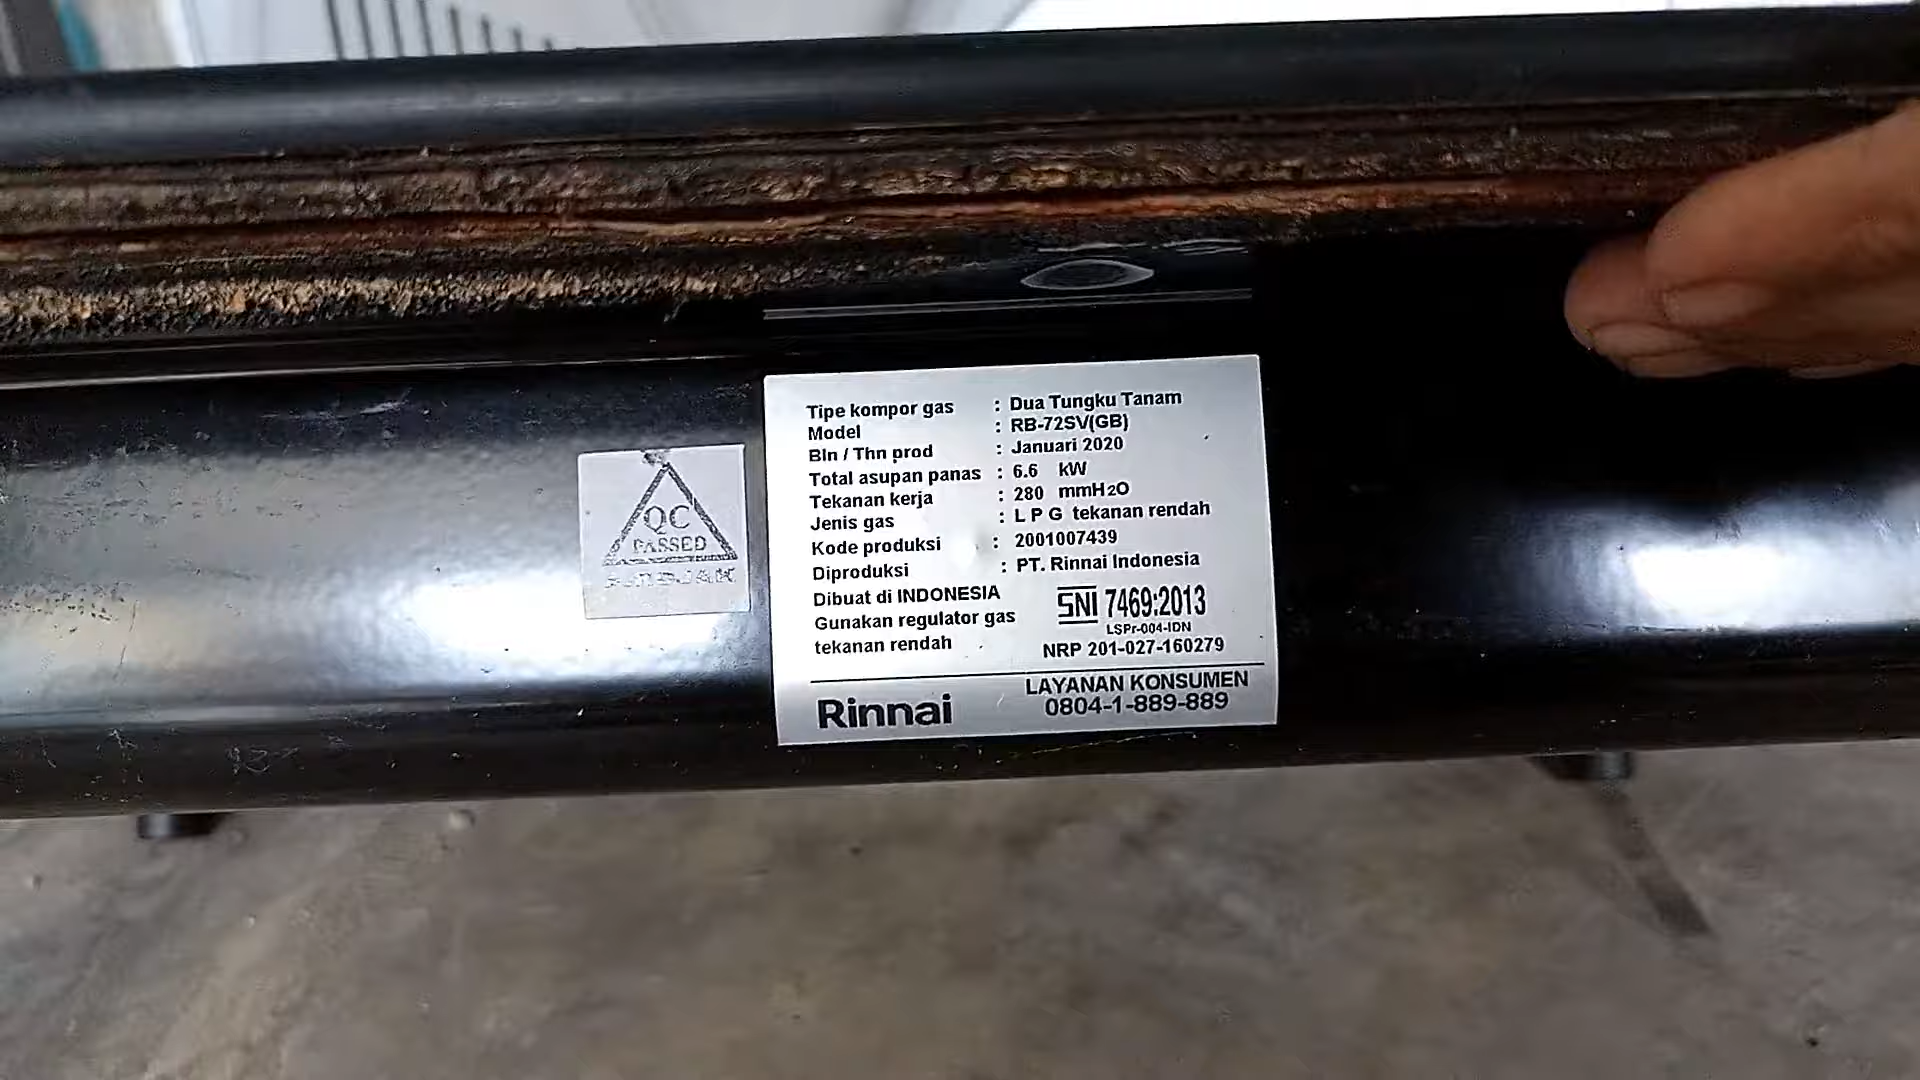 QC
PASSED
Tipe kompor gas : Dua Tungku Tanam
Model : RB-72SV(GB)
Bln / Thn prod : Januari 2020
Total asupan panas : 6.6 kW
Tekanan kerja : 280 mmH2O
Jenis gas : L P G tekanan rendah
Kode produksi : 2001007439
Diproduksi : PT. Rinnai Indonesia
Dibuat di INDONESIA
Gunakan regulator gas
tekanan rendah
SNI 7469:2013
LSPr-004-IDN
NRP 201-027-160279
Rinnai
LAYANAN KONSUMEN
0804-1-889-889